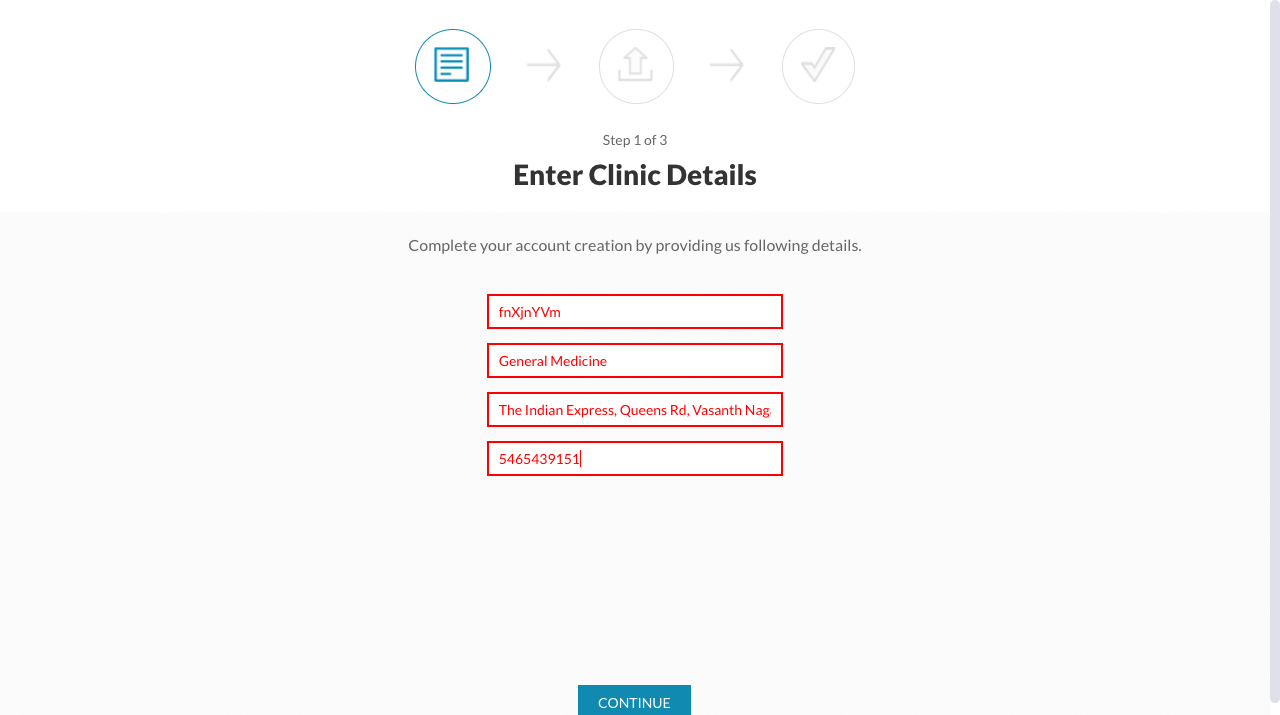 Step 1 of 3
Enter Clinic Details
Complete your account creation by providing us following details.
fnXjnYVm
General Medicine
The Indian Express, Queens Rd, Vasanth Nag
5465439151
CONTINUE